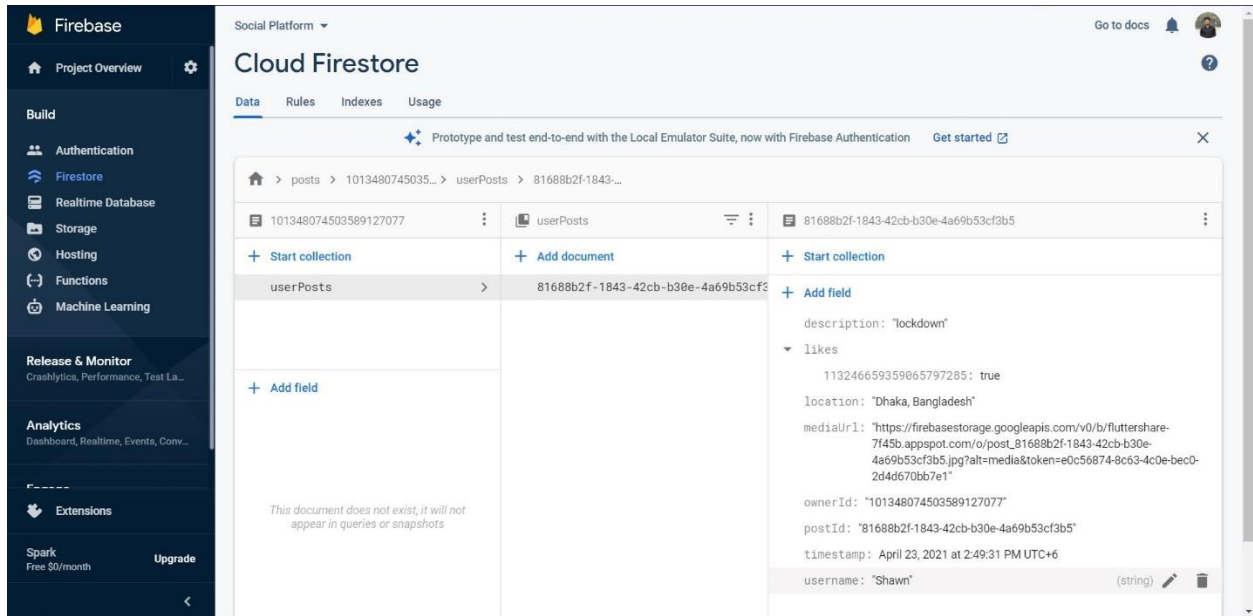 Firebase
Project Overview
Build
Authentication
Firestore
Realtime Database
Storage
Hosting
Functions
Machine Learning
Release & Monitor
Crashlytics, Performance, Test La...
Analytics
Dashboard, Realtime, Events, Conv...
Extensions
Spark
Free $0/month
Upgrade
Social Platform
Go to docs
Cloud Firestore
Data Rules Indexes Usage
Prototype and test end-to-end with the Local Emulator Suite, now with Firebase Authentication Get started
posts > 1013480745035... > userPosts > 81688b2f-1843-...
101348074503589127077
+ Start collection
userPosts
+ Add field
This document does not exist, it will not
appear in queries or snapshots
userPosts
+ Add document
81688b2f-1843-42cb-b30e-4a69b53cf3
81688b2f-1843-42cb-b30e-4a69b53cf3b5
+ Start collection
+ Add field
description: "lockdown"
likes
113246659359065797285: true
location: "Dhaka, Bangladesh"
mediaUrl: "https://firebasestorage.googleapis.com/v0/b/fluttershare-
7f45b.appspot.com/o/post_81688b2f-1843-42cb-b30e-
4a69b53cf3b5.jpg?alt=media&token=e0c56874-8c63-4c0e-bec0-
2d4d670bb7e1"
ownerId: "101348074503589127077"
postId: "81688b2f-1843-42cb-b30e-4a69b53cf3b5"
timestamp: April 23, 2021 at 2:49:31 PM UTC+6
username: "Shawn" (string)